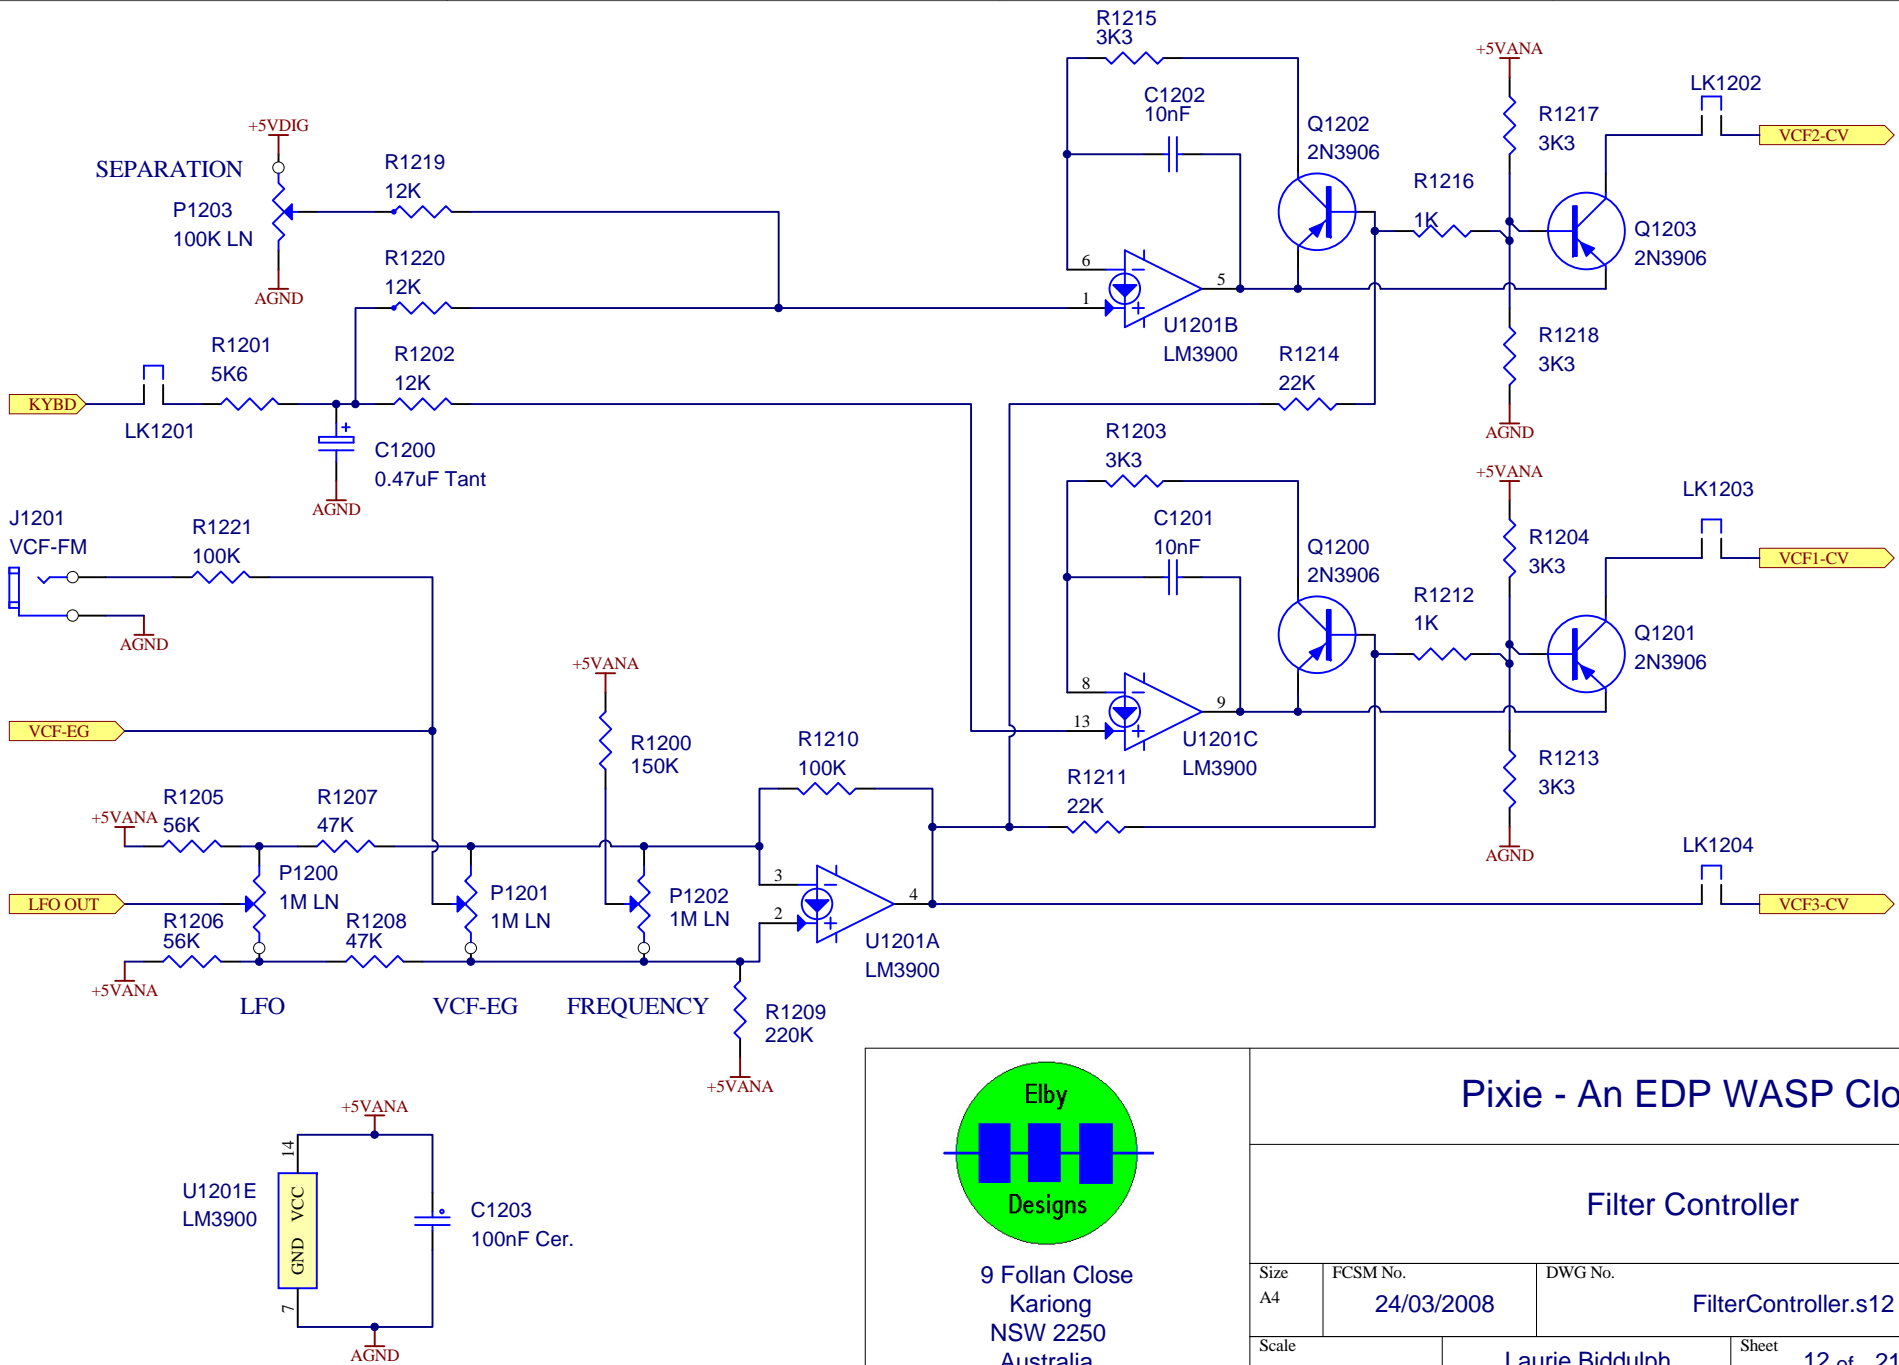 R1215
3K3
+5VANA
LK1202
C1202
10nF
Q1202
2N3906
R1217
3K3
VCF2-CV
+5VDIG
SEPARATION
R1219
12K
P1203
100K LN
R1216
1K
Q1203
2N3906
R1220
12K
AGND
6
5
1
U1201B
LM3900
R1201
5K6
R1202
12K
R1214
22K
R1218
3K3
KYBD
LK1201
C1200
0.47uF Tant
AGND
R1203
3K3
AGND
+5VANA
LK1203
J1201
VCF-FM
R1221
100K
C1201
10nF
Q1200
2N3906
R1204
3K3
VCF1-CV
R1212
1K
Q1201
2N3906
AGND
+5VANA
8
9
13
U1201C
LM3900
VCF-EG
R1200
150K
R1210
100K
R1211
22K
R1213
3K3
R1205
56K
R1207
47K
+5VANA
AGND
LK1204
P1200
1M LN
P1201
1M LN
P1202
1M LN
3
4
2
LFO OUT
VCF3-CV
R1206
56K
R1208
47K
U1201A
LM3900
+5VANA
LFO
VCF-EG
FREQUENCY
R1209
220K
+5VANA
+5VANA
14
U1201E
LM3900
GND VCC
C1203
100nF Cer.
7
AGND
Elby
Designs
9 Follan Close
Kariong
NSW 2250
Australia
Pixie - An EDP WASP Clo
Filter Controller
Size
A4
FCSM No.
24/03/2008
DWG No.
FilterController.s12
Scale
Laurie Biddulph
Sheet
12 of 21